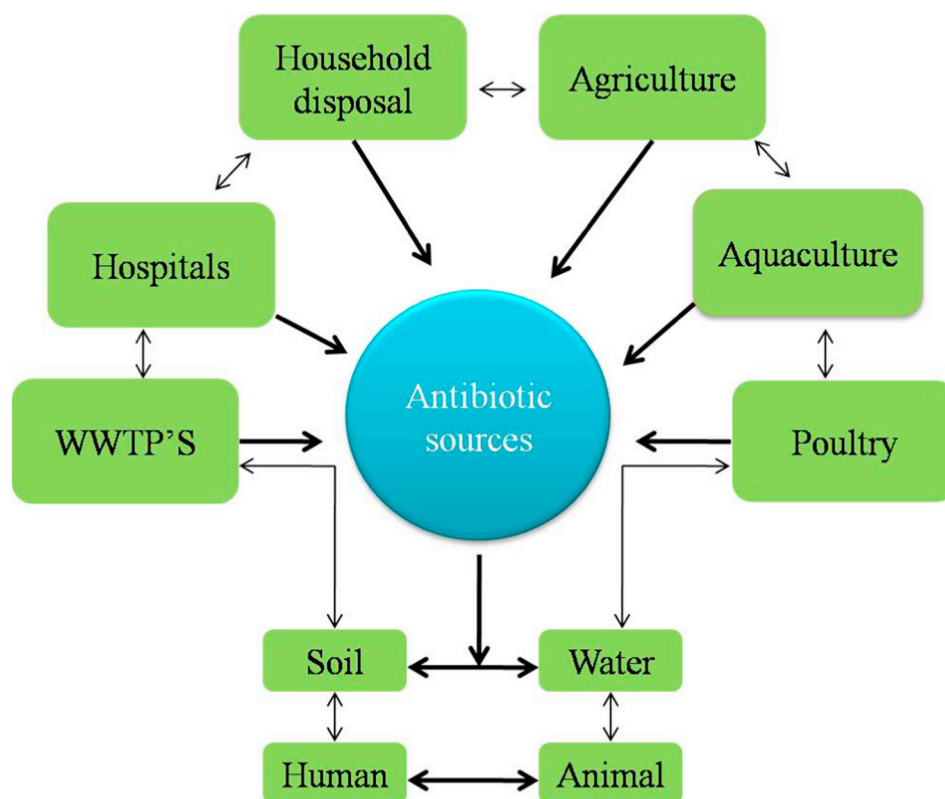 Household
disposal
Agriculture
Hospitals
Aquaculture
Antibiotic
sources
WWTP'S
Poultry
Soil
Water
Human
Animal